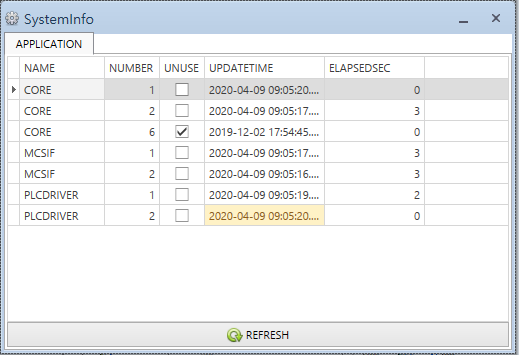 SystemInfo
APPLICATION
NAME NUMBER UNUSE UPDATETIME ELAPSEDSEC
CORE 1 2020-04-09 09:05:20.... 0
CORE 2 2020-04-09 09:05:17.... 3
CORE 6 2019-12-02 17:54:45.... 0
MCSIF 1 2020-04-09 09:05:17.... 3
MCSIF 2 2020-04-09 09:05:16.... 3
PLCDRIVER 1 2020-04-09 09:05:19.... 2
PLCDRIVER 2 2020-04-09 09:05:20.... 0
REFRESH